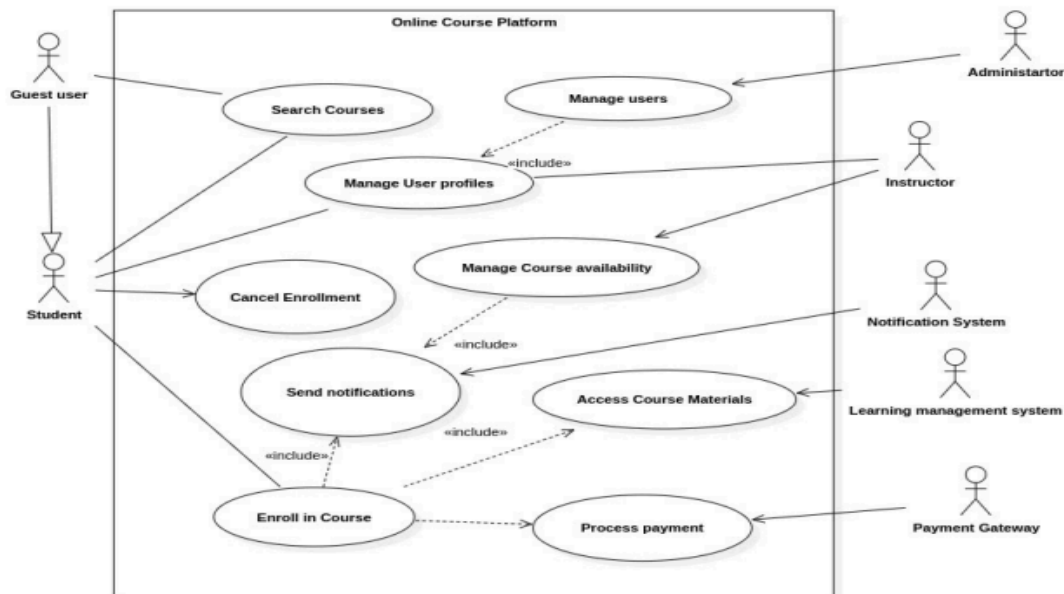 Online Course Platform
Guest user
Administartor
Search Courses
Manage users
«include»
Manage User profiles
Instructor
Manage Course availability
Student
Cancel Enrollment
Notification System
«include»
Send notifications
Access Course Materials
Learning management system
«include»
«include»
Enroll in Course
Process payment
Payment Gateway